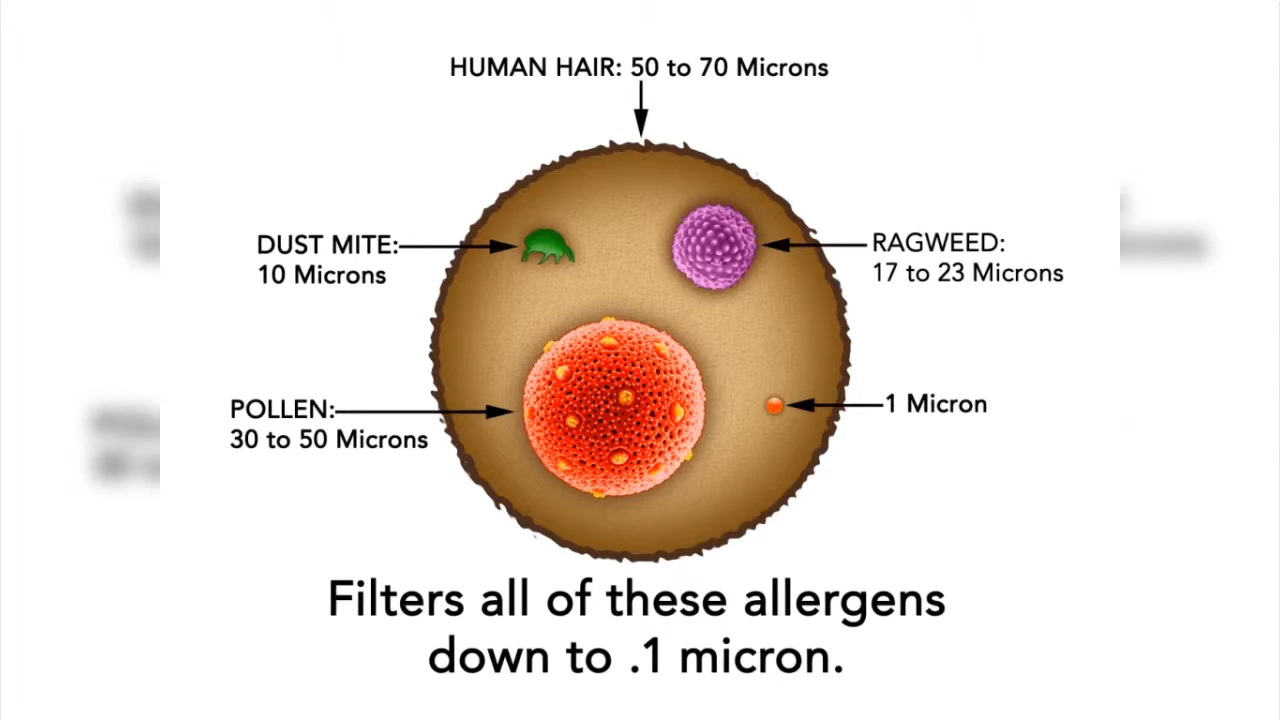 HUMAN HAIR: 50 to 70 Microns
DUST MITE:
10 Microns
RAGWEED:
17 to 23 Microns
POLLEN:
30 to 50 Microns
1 Micron
Filters all of these allergens
down to .1 micron.